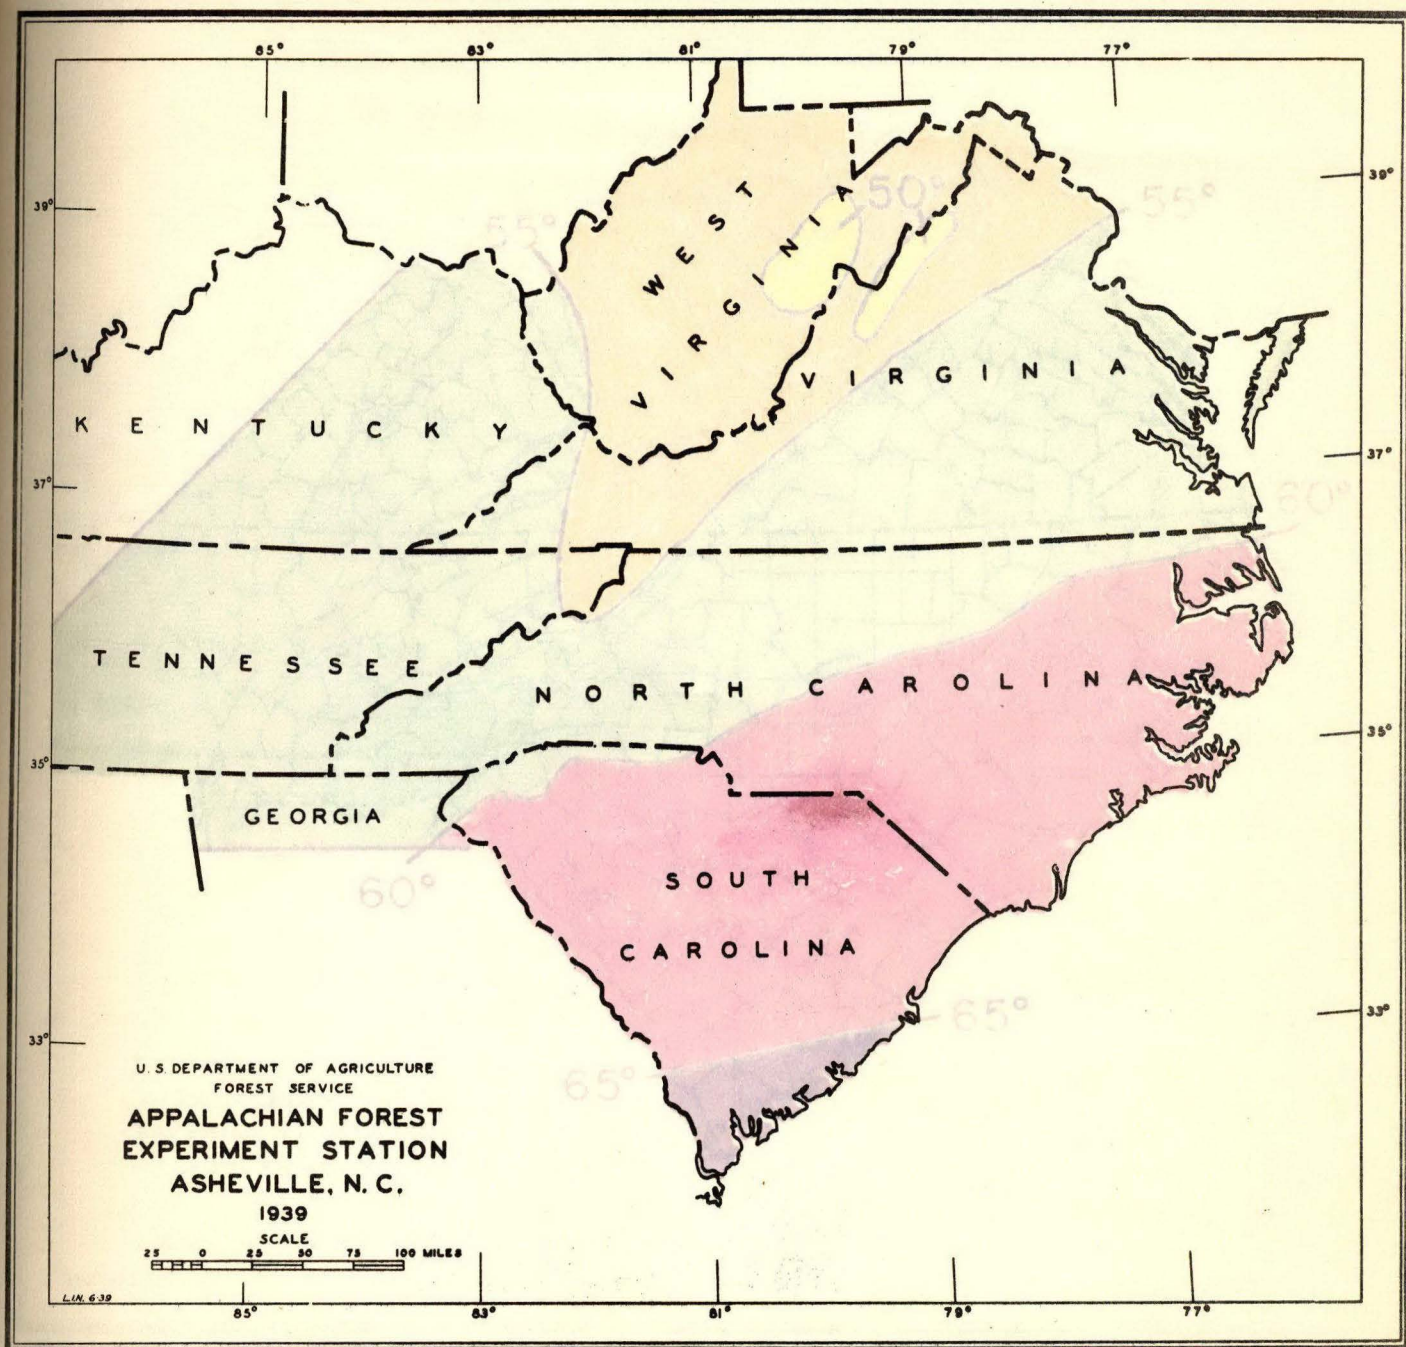 85° 83° 81° 79° 77°
39° 39°
50°
55° 55°
WEST
VIRGINIA
VIRGINIA
KENTUCKY
37° 37°
60°
TENNESSEE
NORTH CAROLINA
35° 35°
GEORGIA
60°
SOUTH
CAROLINA
65°
33° 33°
65°
U. S. DEPARTMENT OF AGRICULTURE
FOREST SERVICE
APPALACHIAN FOREST
EXPERIMENT STATION
ASHEVILLE, N. C.
1939
SCALE
25 0 25 50 75 100 MILES
L.I.N. 6-39
85° 83° 81° 79° 77°